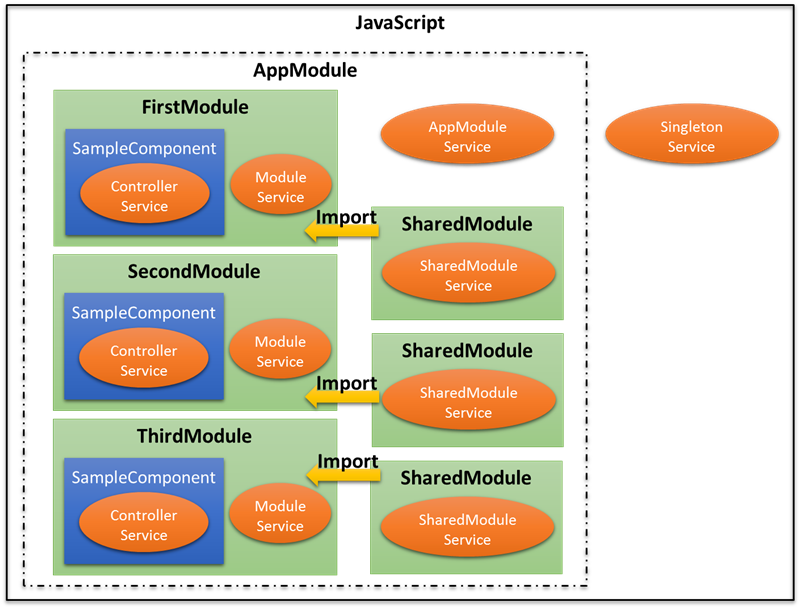 JavaScript
AppModule
FirstModule
SampleComponent
Controller
Service
Module
Service
AppModule
Service
Singleton
Service
Import
SharedModule
SharedModule
Service
SecondModule
SampleComponent
Controller
Service
Module
Service
Import
SharedModule
SharedModule
Service
ThirdModule
SampleComponent
Controller
Service
Module
Service
Import
SharedModule
SharedModule
Service